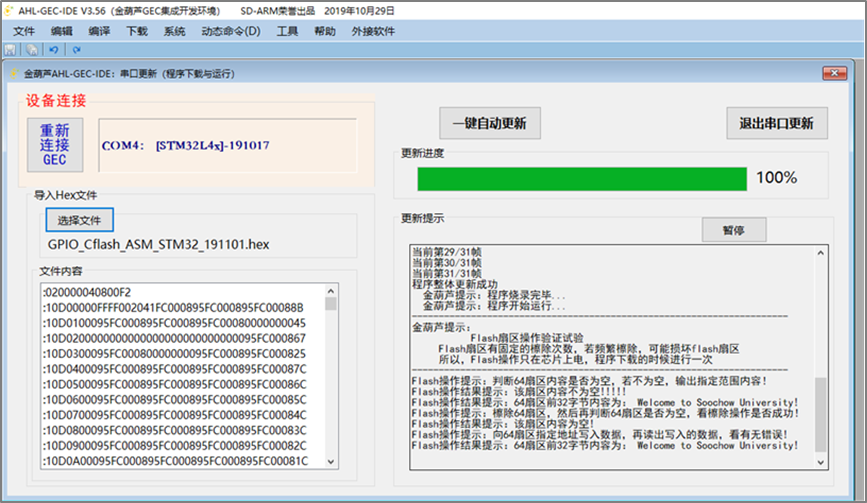 AHL-GEC-IDE V3.56（金葫芦GEC集成开发环境） SD-ARM荣誉出品 2019年10月29日
文件 编辑 编译 下载 系统 动态命令(D) 工具 帮助 外接软件
金葫芦AHL-GEC-IDE：串口更新（程序下载与运行）
设备连接
重新
连接
GEC
COM4: [STM32L4x]-191017
导入Hex文件
选择文件
GPIO_Cflash_ASM_STM32_191101.hex
文件内容
:020000040800F2
:10D00000FFFF002041FC000895FC000895FC00088B
:10D0100095FC000895FC000895FC00080000000045
:10D0200000000000000000000000000095FC000867
:10D0300095FC00080000000095FC000895FC000825
:10D0400095FC000895FC000895FC000895FC00087C
:10D0500095FC000895FC000895FC000895FC00086C
:10D0600095FC000895FC000895FC000895FC00085C
:10D0700095FC000895FC000895FC000895FC00084C
:10D0800095FC000895FC000895FC000895FC00083C
:10D0900095FC000895FC000895FC000895FC00082C
:10D0A00095FC000895FC000895FC000895FC00081C
一键自动更新
退出串口更新
更新进度
100%
更新提示
暂停
当前第29/31帧
当前第30/31帧
当前第31/31帧
程序整体更新成功
金葫芦提示：程序烧录完毕...
金葫芦提示：程序开始运行...
金葫芦提示：
Flash扇区操作验证试验
Flash扇区有固定的擦除次数，若频繁擦除，可能损坏flash扇区
所以，Flash操作只在芯片上电，程序下载的时候进行一次
Flash操作提示：判断64扇区内容是否为空，若不为空，输出指定范围内容！
Flash操作结果提示：该扇区内容不为空!!!!!
Flash操作结果提示：64扇区前32字节内容为： Welcome to Soochow University!
Flash操作提示：擦除64扇区，然后再判断64扇区是否为空，看擦除操作是否成功！
Flash操作结果提示：该扇区内容为空！
Flash操作提示：向64扇区指定地址写入数据，再读出写入的数据，看有无错误！
Flash操作结果提示：64扇区前32字节内容为： Welcome to Soochow University!